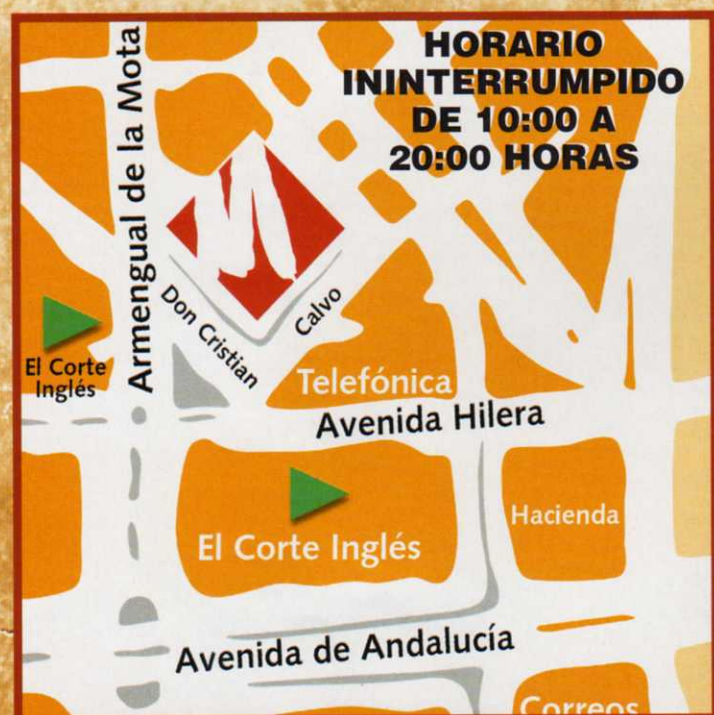 HORARIO
ININTERRUMPIDO
DE 10:00 A
20:00 HORAS
Armengual de la Mota
Don Cristian
Calvo
El Corte
Inglés
Telefónica
Avenida Hilera
El Corte Inglés
Hacienda
Avenida de Andalucía
Correos